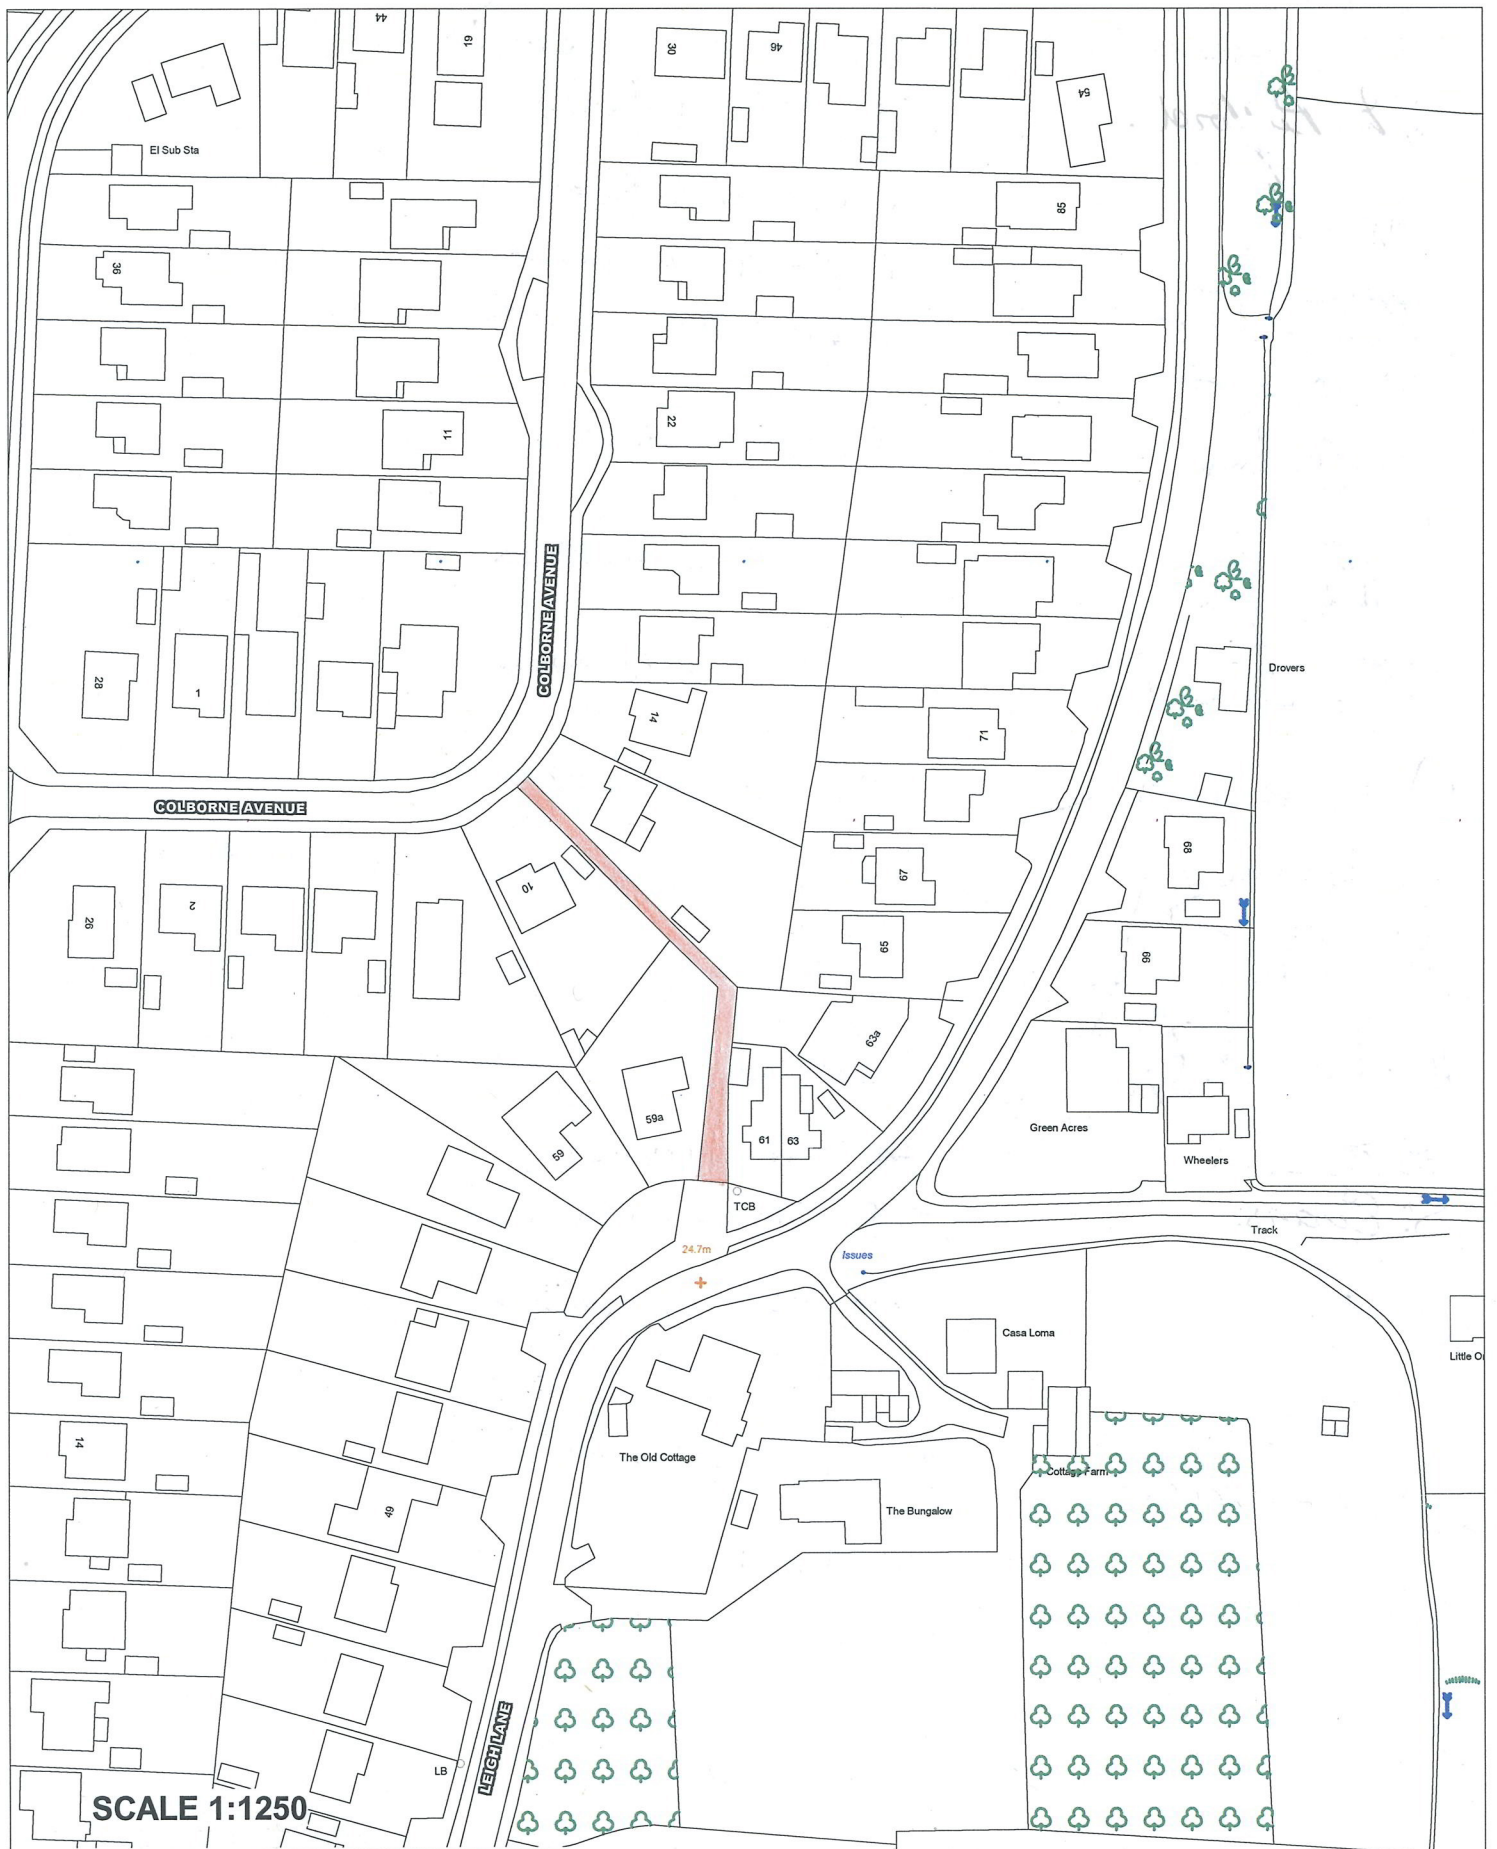 44
19
30
46
54
El Sub Sta
85
36
22
11
COLBORNE AVENUE
Drovers
28
1
14
71
COLBORNE AVENUE
68
67
10
2
26
65
66
63a
59a
Green Acres
61
63
59
Wheelers
TCB
Track
24.7m
Issues
Casa Loma
Little O
14
The Old Cottage
Cottage Farm
49
The Bungalow
LEIGH LANE
LB
SCALE 1:1250